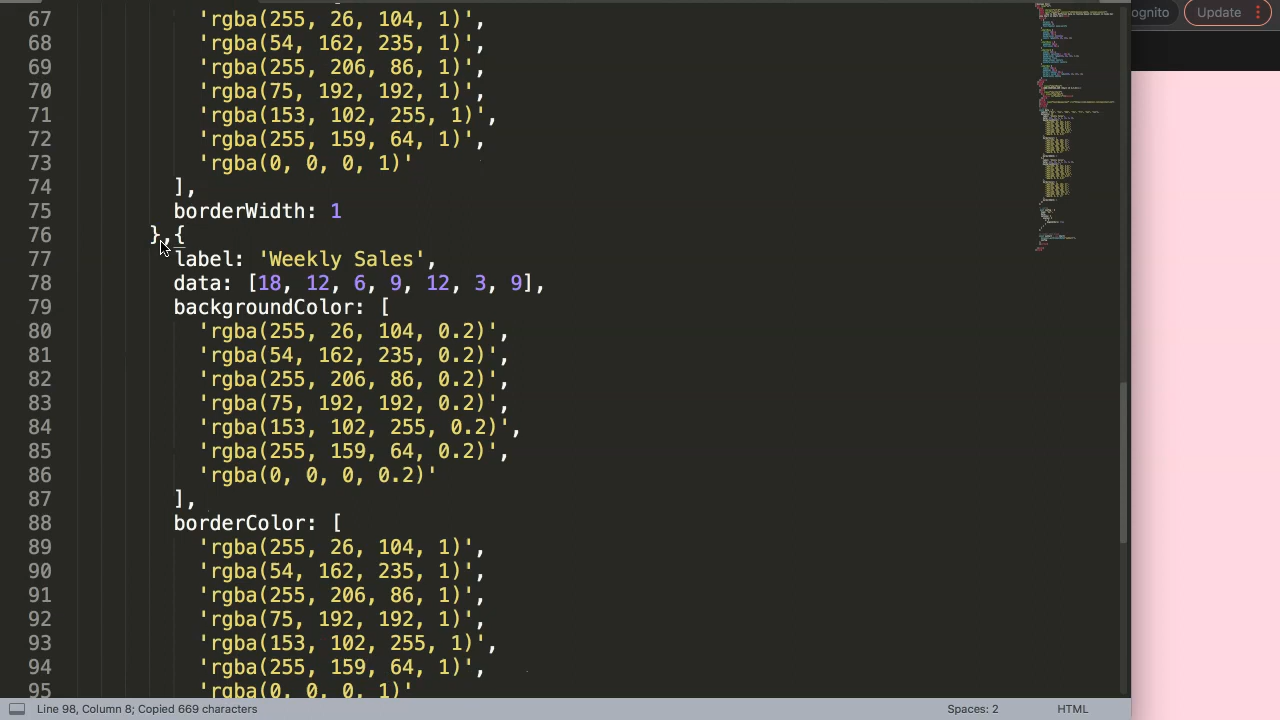 ognito
Update
67 'rgba(255, 26, 104, 1)',
68 'rgba(54, 162, 235, 1)',
69 'rgba(255, 206, 86, 1)',
70 'rgba(75, 192, 192, 1)',
71 'rgba(153, 102, 255, 1)',
72 'rgba(255, 159, 64, 1)',
73 'rgba(0, 0, 0, 1)'
74 ],
75 borderWidth: 1
76 },{
77 label: 'Weekly Sales',
78 data: [18, 12, 6, 9, 12, 3, 9],
79 backgroundColor: [
80 'rgba(255, 26, 104, 0.2)',
81 'rgba(54, 162, 235, 0.2)',
82 'rgba(255, 206, 86, 0.2)',
83 'rgba(75, 192, 192, 0.2)',
84 'rgba(153, 102, 255, 0.2)',
85 'rgba(255, 159, 64, 0.2)',
86 'rgba(0, 0, 0, 0.2)'
87 ],
88 borderColor: [
89 'rgba(255, 26, 104, 1)',
90 'rgba(54, 162, 235, 1)',
91 'rgba(255, 206, 86, 1)',
92 'rgba(75, 192, 192, 1)',
93 'rgba(153, 102, 255, 1)',
94 'rgba(255, 159, 64, 1)',
95 'rgba(0, 0, 0, 1)'
Line 98, Column 8; Copied 669 characters
Spaces: 2
HTML